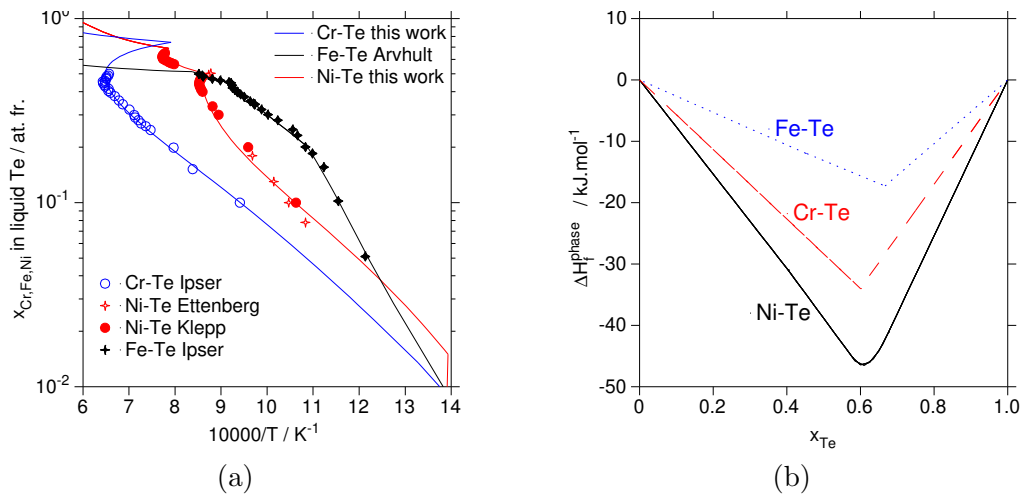 10⁰
10⁻¹
10⁻²
x_Cr,Fe,Ni in liquid Te / at. fr.
Cr-Te this work
Fe-Te Arvhult
Ni-Te this work
Cr-Te Ipser
Ni-Te Ettenberg
Ni-Te Klepp
Fe-Te Ipser
6 7 8 9 10 11 12 13 14
10000/T / K⁻¹
(a)
10
0
-10
-20
-30
-40
-50
ΔH_f^phase / kJ.mol⁻¹
Fe-Te
Cr-Te
Ni-Te
0 0.2 0.4 0.6 0.8 1.0
x_Te
(b)